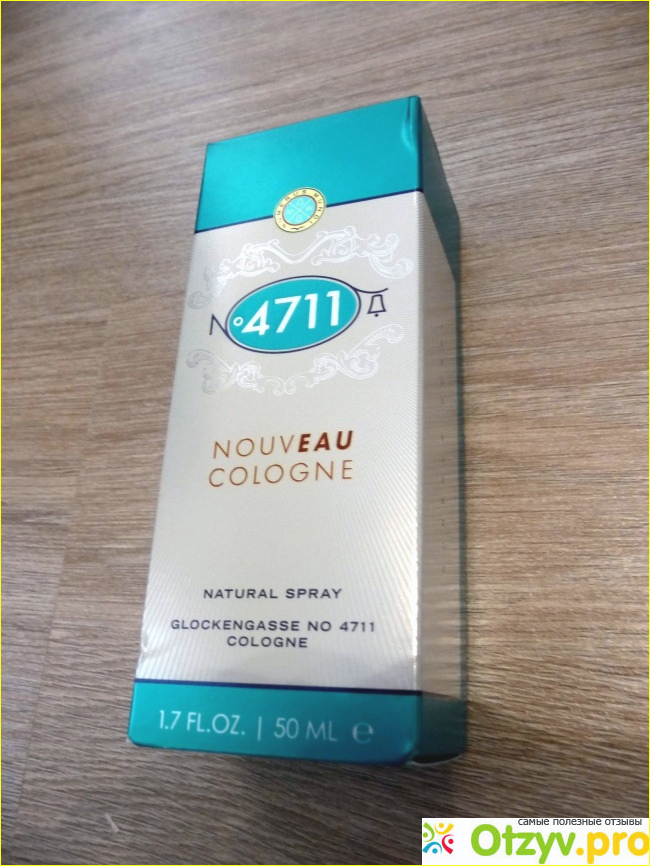 No 4711
NOUVEAU
COLOGNE
NATURAL SPRAY
GLOCKENGASSE NO 4711
COLOGNE
1.7 FL.OZ. | 50 ML ℮
самые полезные отзывы
Otzyv.pro